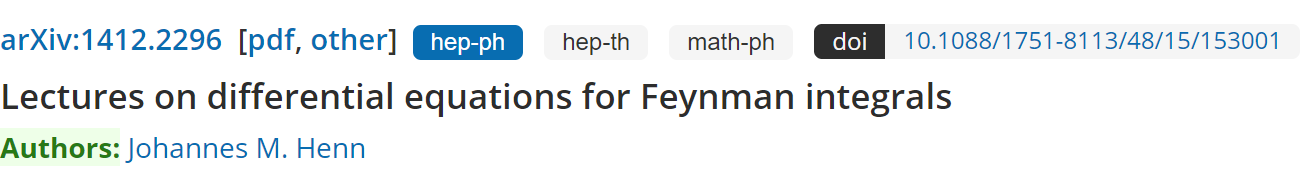 arXiv:1412.2296 [pdf, other] hep-ph hep-th math-ph doi 10.1088/1751-8113/48/15/153001
Lectures on differential equations for Feynman integrals
Authors: Johannes M. Henn